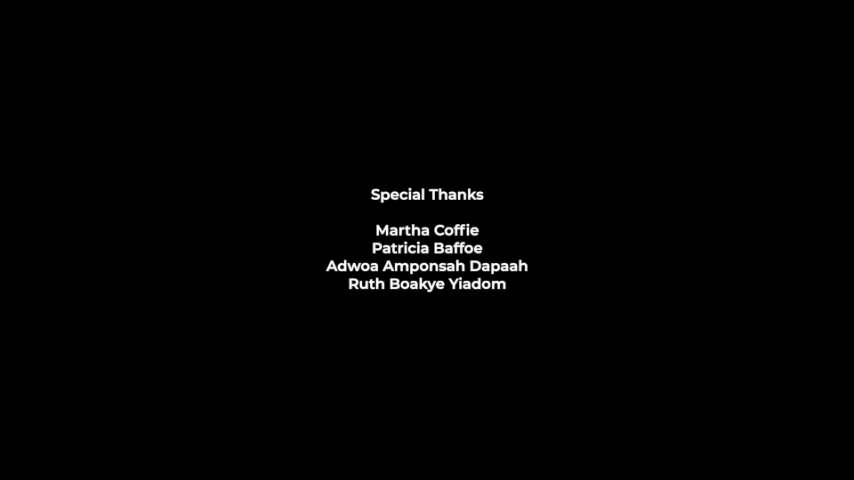 Special Thanks
Martha Coffie
Patricia Baffoe
Adwoa Amponsah Dapaah
Ruth Boakye Yiadom